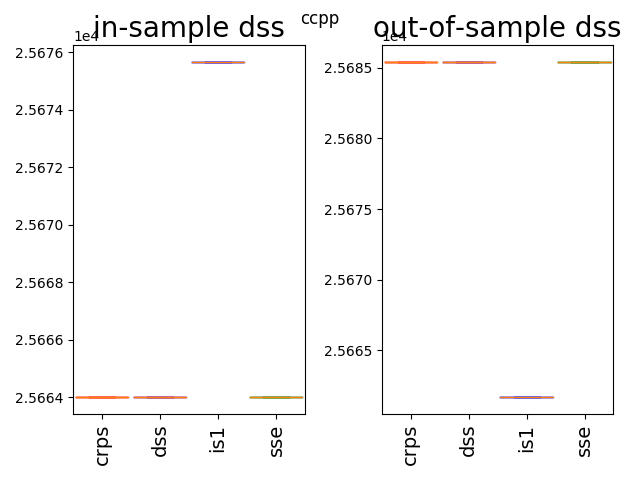 ccpp
in-sample dss
1e4
2.5676
2.5674
2.5672
2.5670
2.5668
2.5666
2.5664
crps
dss
is1
sse
out-of-sample dss
1e4
2.5685
2.5680
2.5675
2.5670
2.5665
crps
dss
is1
sse